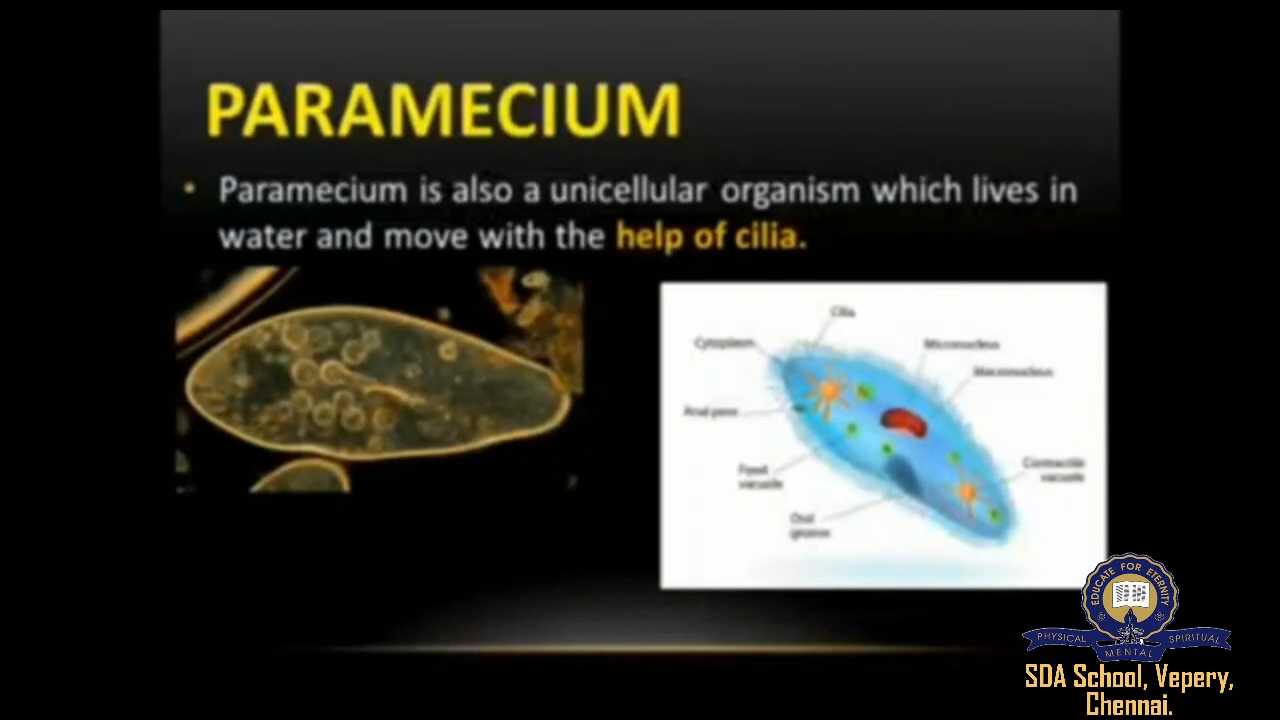 PARAMECIUM
• Paramecium is also a unicellular organism which lives in
water and move with the help of cilia.
Cilia
Cytoplasm
Micronucleus
Macronucleus
Anal pore
Food
vacuole
Contractile
vacuole
Oral
groove
EDUCATE FOR ETERNITY
PHYSICAL
MENTAL
SPIRITUAL
SDA School, Vepery,
Chennai.